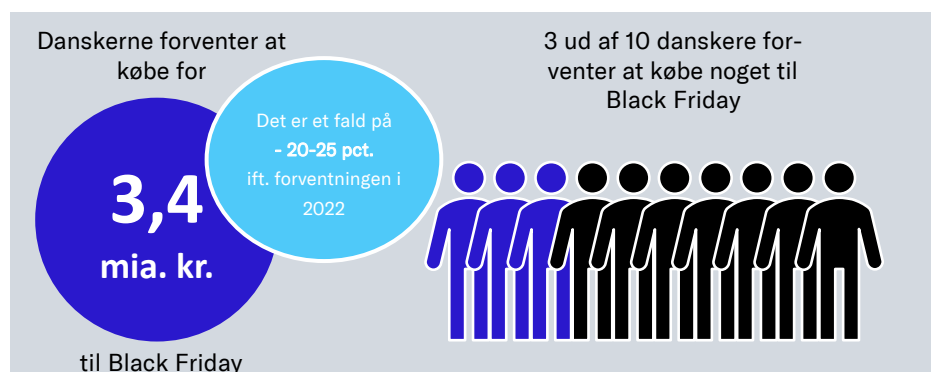 Danskerne forventer at
købe for
3,4
mia. kr.
til Black Friday
Det er et fald på
- 20-25 pct.
ift. forventningen i
2022
3 ud af 10 danskere for-
venter at købe noget til
Black Friday